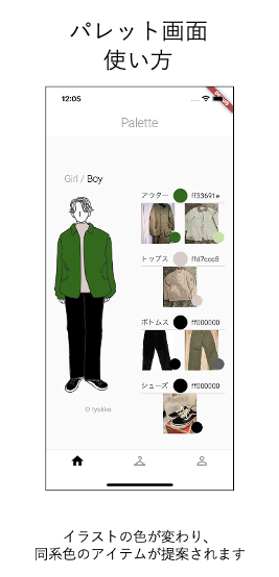 パレット画面
使い方
12:05
Palette
Girl / Boy
アウター ff33691e
トップス ffd7ccc8
ボトムス ff000000
シューズ ff000000
イラストの色が変わり、
同系色のアイテムが提案されます